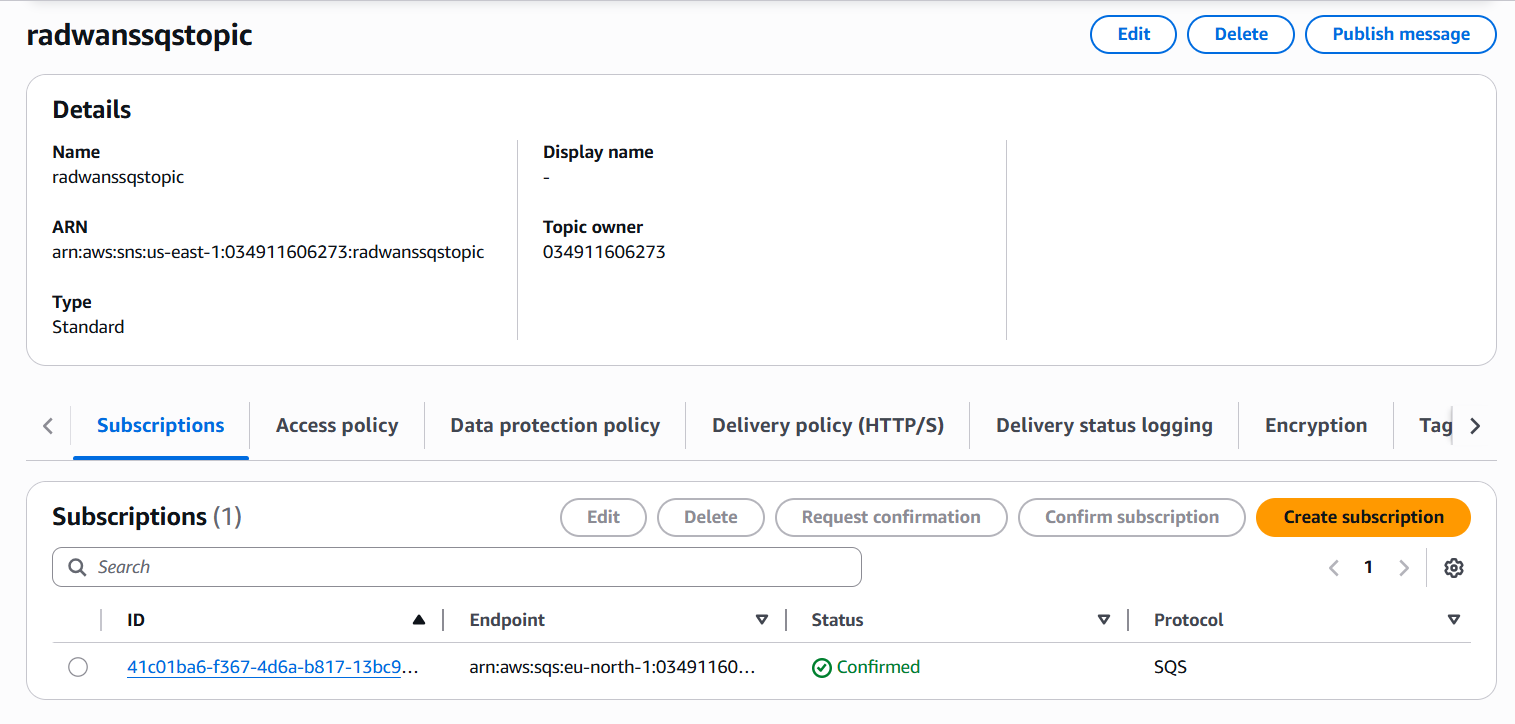 radwanssqstopic
Edit Delete Publish message
Details
Name
radwanssqstopic
Display name
-
ARN
arn:aws:sns:us-east-1:034911606273:radwanssqstopic
Topic owner
034911606273
Type
Standard
Subscriptions Access policy Data protection policy Delivery policy (HTTP/S) Delivery status logging Encryption Tag
Subscriptions (1)
Edit Delete Request confirmation Confirm subscription Create subscription
Search
1
ID Endpoint Status Protocol
41c01ba6-f367-4d6a-b817-13bc9... arn:aws:sqs:eu-north-1:03491160... Confirmed SQS